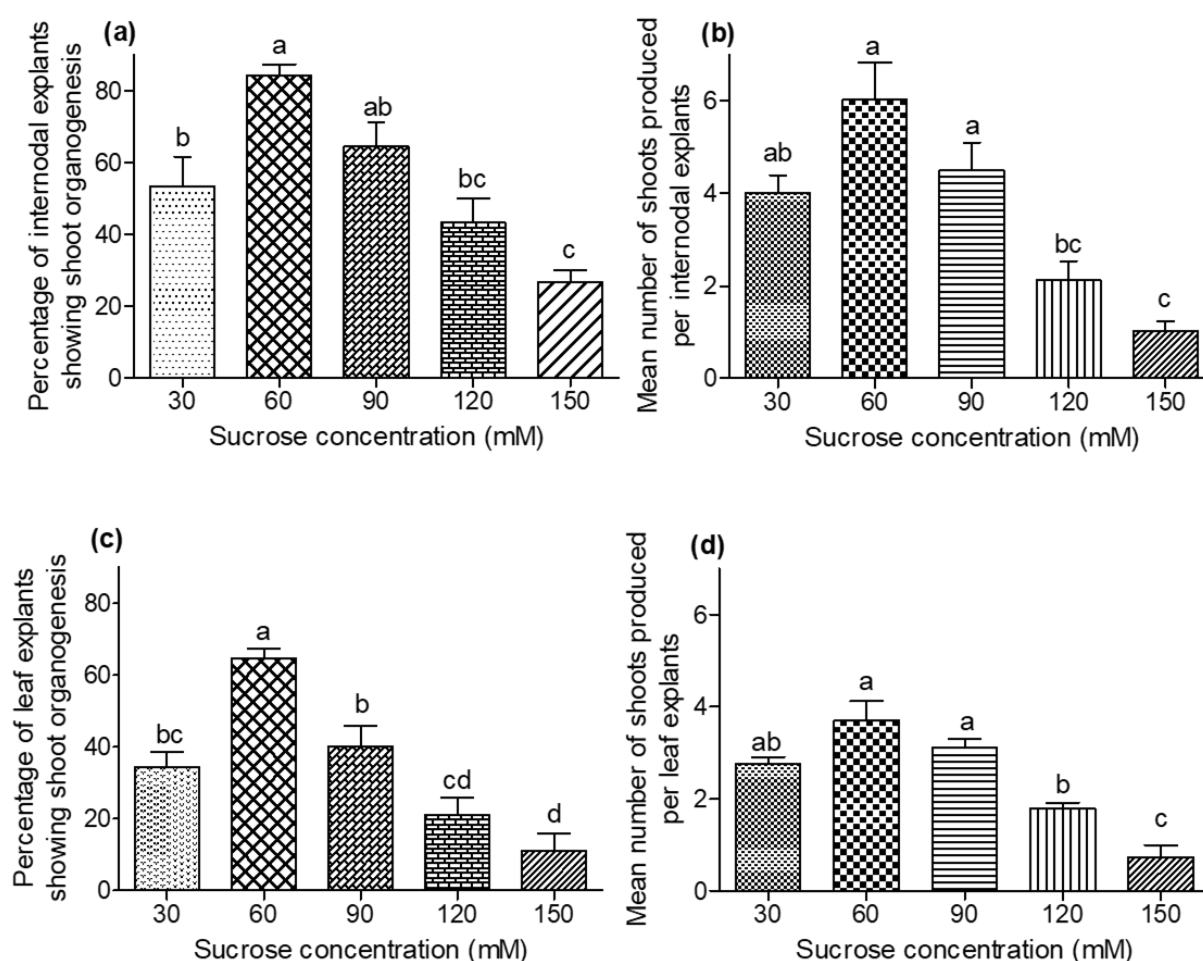 (a)
Percentage of internodal explants
showing shoot organogenesis
80
60
40
20
0
b
a
ab
bc
c
30 60 90 120 150
Sucrose concentration (mM)
(b)
Mean number of shoots produced
per internodal explants
6
4
2
0
ab
a
a
bc
c
30 60 90 120 150
Sucrose concentration (mM)
(c)
Percentage of leaf explants
showing shoot organogenesis
80
60
40
20
0
bc
a
b
cd
d
30 60 90 120 150
Sucrose concentration (mM)
(d)
Mean number of shoots produced
per leaf explants
6
4
2
0
ab
a
a
b
c
30 60 90 120 150
Sucrose concentration (mM)